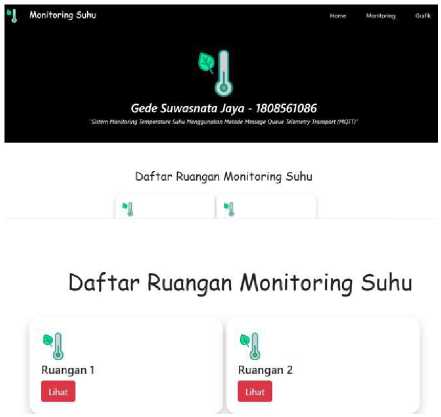 Monitoring Suhu
Home Monitoring Grafik
Gede Suwasnata Jaya - 1808561086
"Sistem Monitoring Temperature Suhu Menggunakan Metode Message Queue Telemetry Transport (MQTT)"
Daftar Ruangan Monitoring Suhu
Daftar Ruangan Monitoring Suhu
Ruangan 1
Lihat
Ruangan 2
Lihat